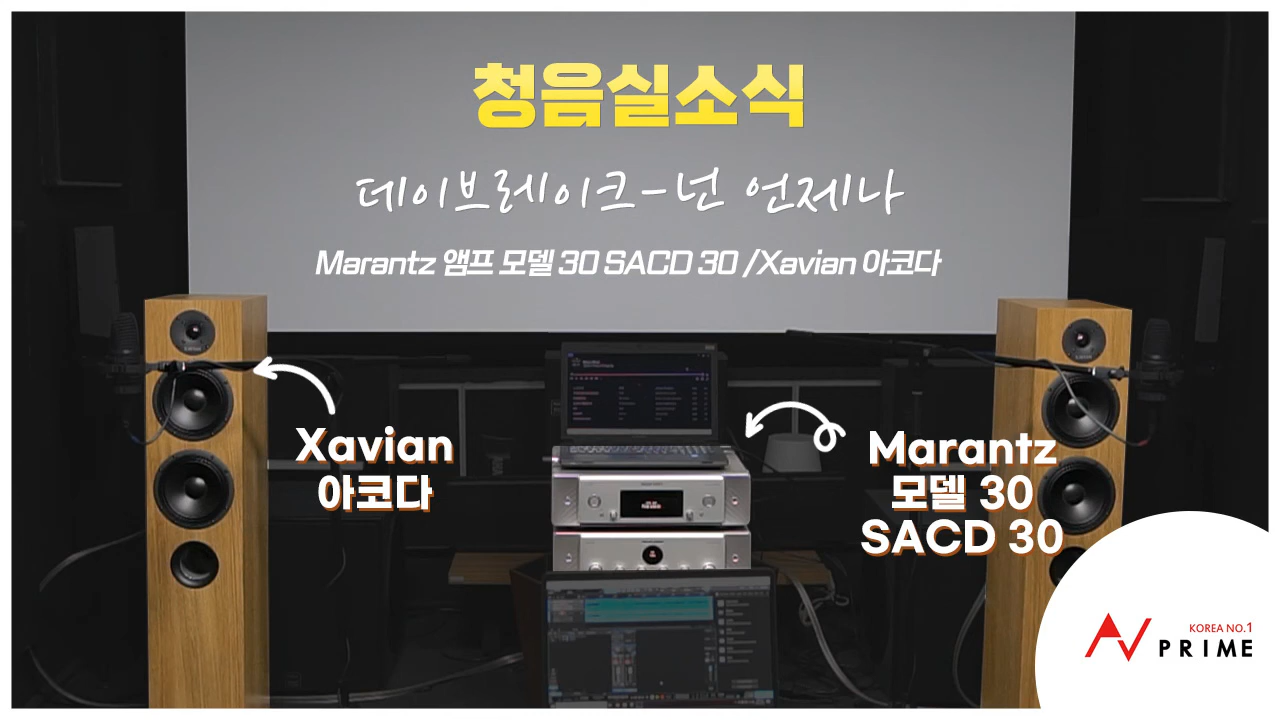 청음실소식
데이브레이크-넌 언제나
Marantz 앰프 모델 30 SACD 30 /Xavian 아코다
Xavian
아코다
Marantz
모델 30
SACD 30
KOREA NO.1
AV PRIME